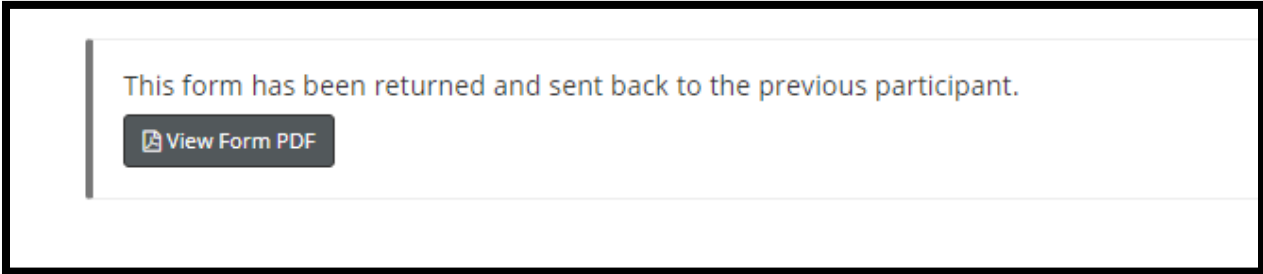 This form has been returned and sent back to the previous participant.
View Form PDF